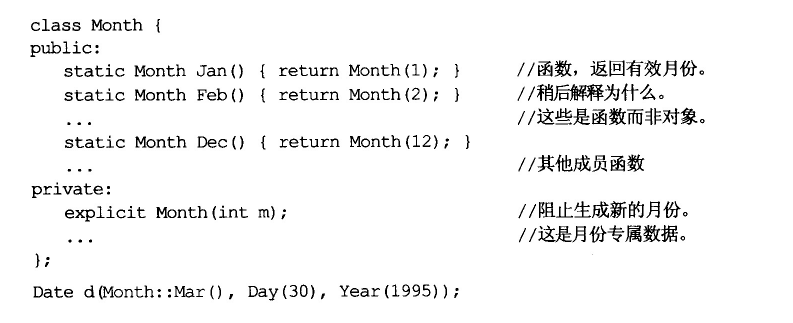 class Month {
public:
static Month Jan() { return Month(1); } //函数，返回有效月份。
static Month Feb() { return Month(2); } //稍后解释为什么。
... //这些是函数而非对象。
static Month Dec() { return Month(12); }
... //其他成员函数
private:
explicit Month(int m); //阻止生成新的月份。
... //这是月份专属数据。
};
Date d(Month::Mar(), Day(30), Year(1995));